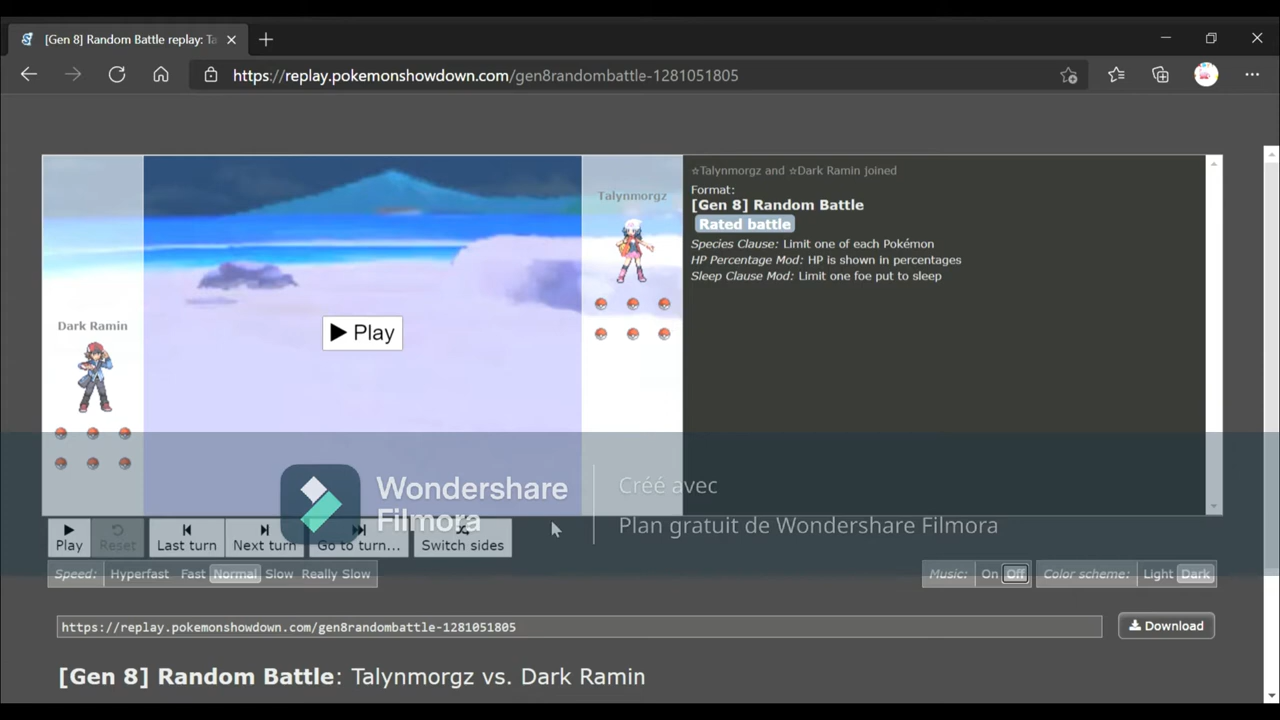 [Gen 8] Random Battle replay: Ta
https://replay.pokemonshowdown.com/gen8randombattle-1281051805
Talynmorgz
Dark Ramin
Play
☆Talynmorgz and ☆Dark Ramin joined
Format:
[Gen 8] Random Battle
Rated battle
Species Clause: Limit one of each Pokémon
HP Percentage Mod: HP is shown in percentages
Sleep Clause Mod: Limit one foe put to sleep
Wondershare
Filmora
Créé avec
Plan gratuit de Wondershare Filmora
Play Reset Last turn Next turn Go to turn... Switch sides
Speed: Hyperfast Fast Normal Slow Really Slow
Music: On Off Color scheme: Light Dark
https://replay.pokemonshowdown.com/gen8randombattle-1281051805
Download
[Gen 8] Random Battle: Talynmorgz vs. Dark Ramin